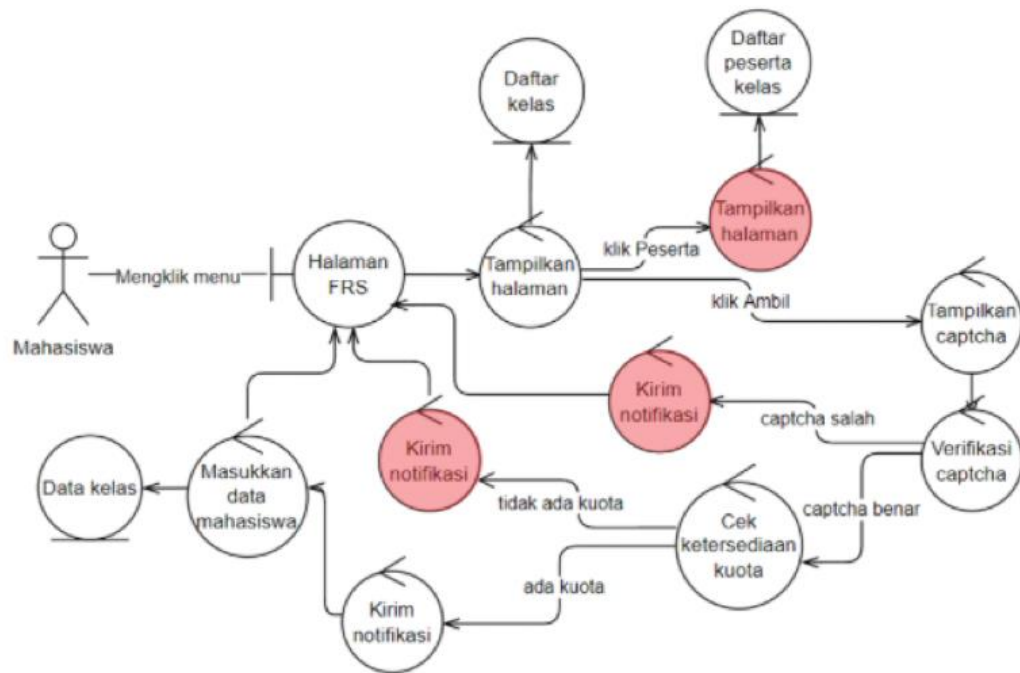 Daftar
kelas
Daftar
peserta
kelas
Tampilkan
halaman
klik Peserta
Mengklik menu
Halaman
FRS
Tampilkan
halaman
klik Ambil
Tampilkan
captcha
Mahasiswa
Kirim
notifikasi
captcha salah
Verifikasi
captcha
Kirim
notifikasi
Data kelas
Masukkan
data
mahasiswa
tidak ada kuota
Cek
ketersediaan
kuota
captcha benar
ada kuota
Kirim
notifikasi